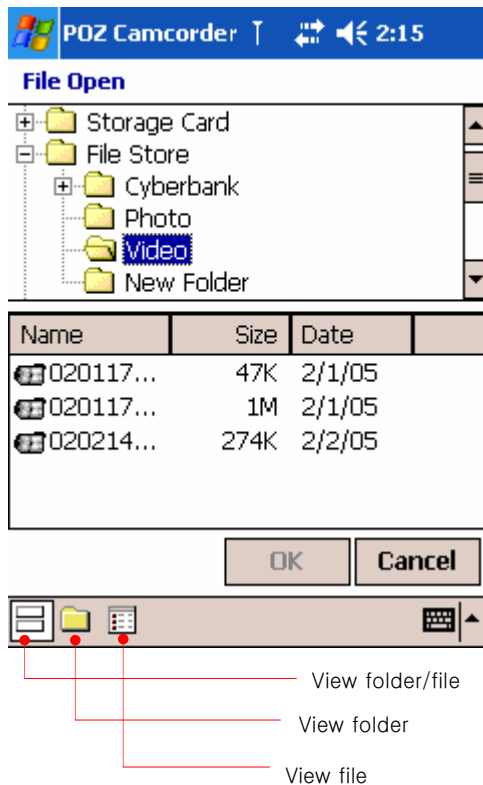 POZ Camcorder 2:15
File Open
Storage Card
File Store
Cyberbank
Photo
Video
New Folder
Name Size Date
020117... 47K 2/1/05
020117... 1M 2/1/05
020214... 274K 2/2/05
OK Cancel
View folder/file
View folder
View file